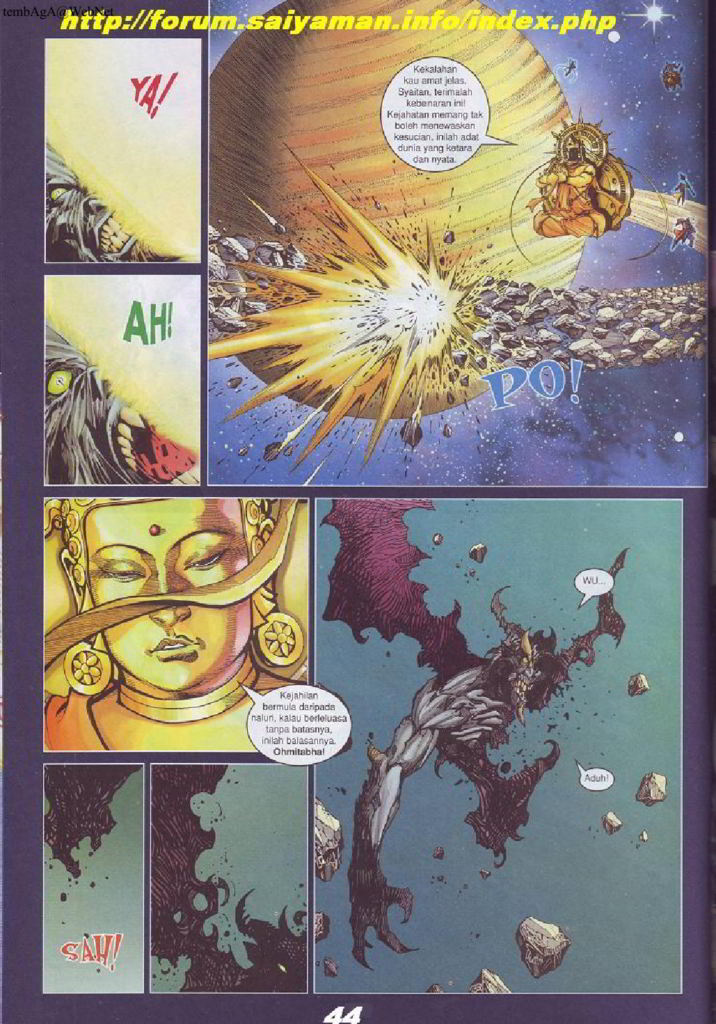 tembAgA@WebNet
http://forum.saiyaman.info/index.php
YA!
Kekalahan
kau amat jelas.
Syaitan, terimalah
kebenaran ini!
Kejahatan memang tak
boleh menewaskan
kesucian, inilah adat
dunia yang ketara
dan nyata.
AH!
PO!
Kejahilan
bermula daripada
naluri, kalau berleluasa
tanpa batasnya,
inilah balasannya.
Ohmitabha!
WU...
Aduh!
SAH!
44